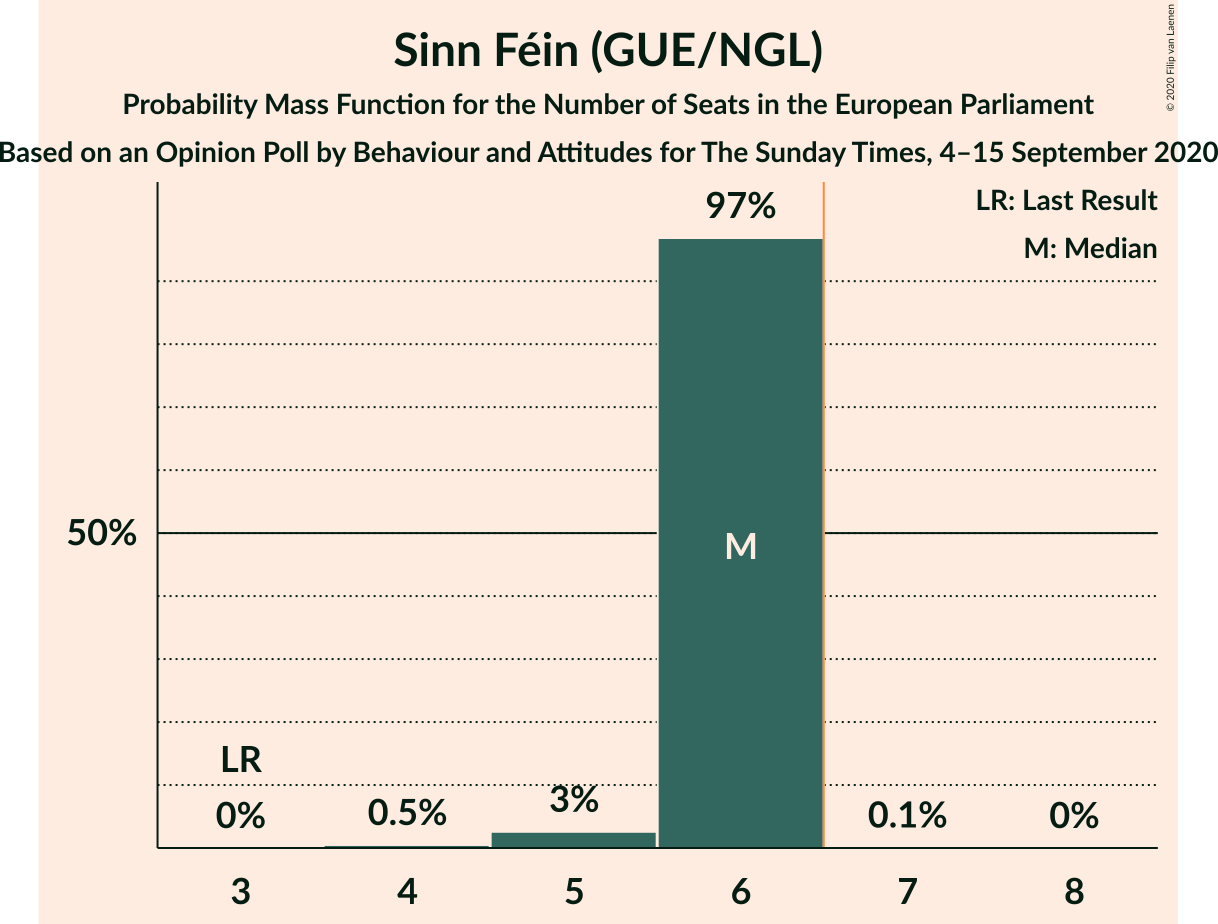 Sinn Féin (GUE/NGL)
Probability Mass Function for the Number of Seats in the European Parliament
Based on an Opinion Poll by Behaviour and Attitudes for The Sunday Times, 4–15 September 2020
© 2020 Filip van Laenen
LR: Last Result
M: Median
97%
50%
M
LR
0%
0.5%
3%
0.1%
0%
3
4
5
6
7
8